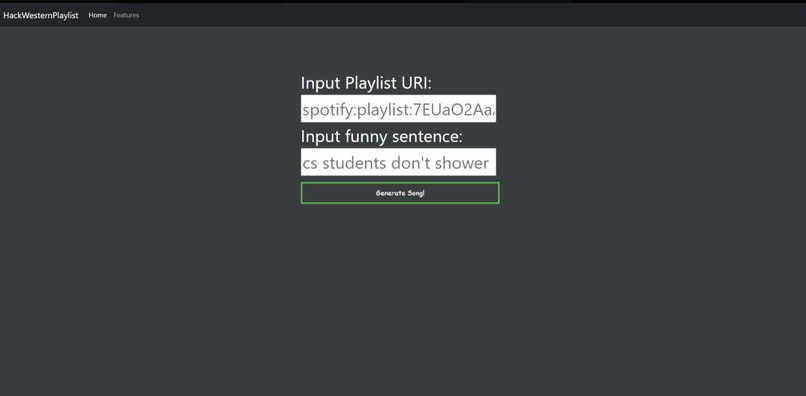 HackWesternPlaylist Home Features
Input Playlist URI:
spotify:playlist:7EUaO2Aa
Input funny sentence:
cs students don't shower
Generate Song!